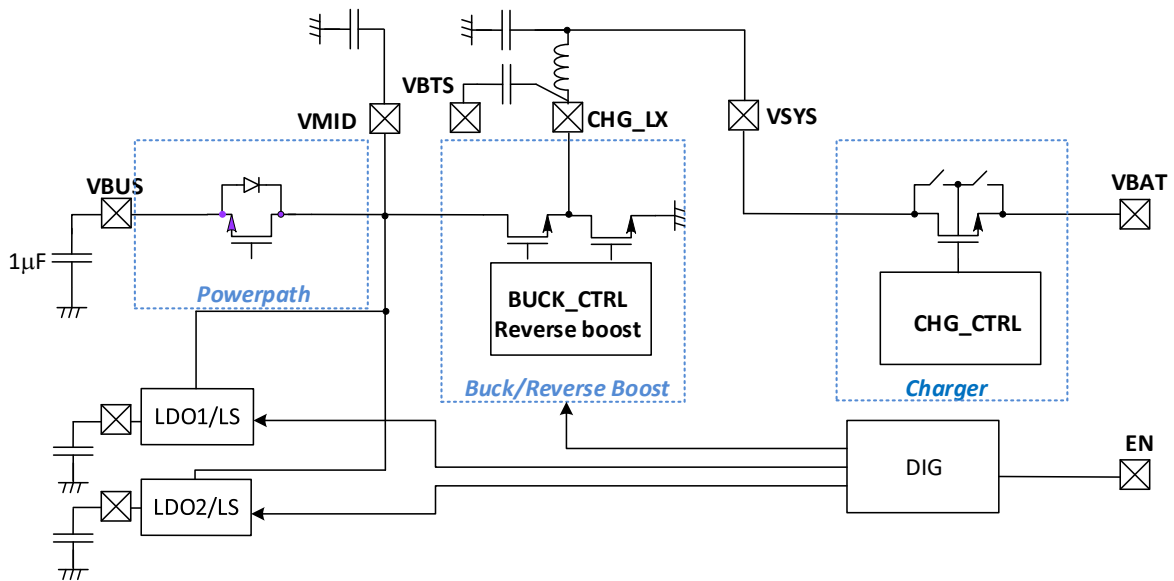 VBTS
VMID
CHG_LX
VSYS
VBUS
VBAT
1μF
Powerpath
BUCK_CTRL
Reverse boost
CHG_CTRL
Buck/Reverse Boost
Charger
LDO1/LS
DIG
EN
LDO2/LS